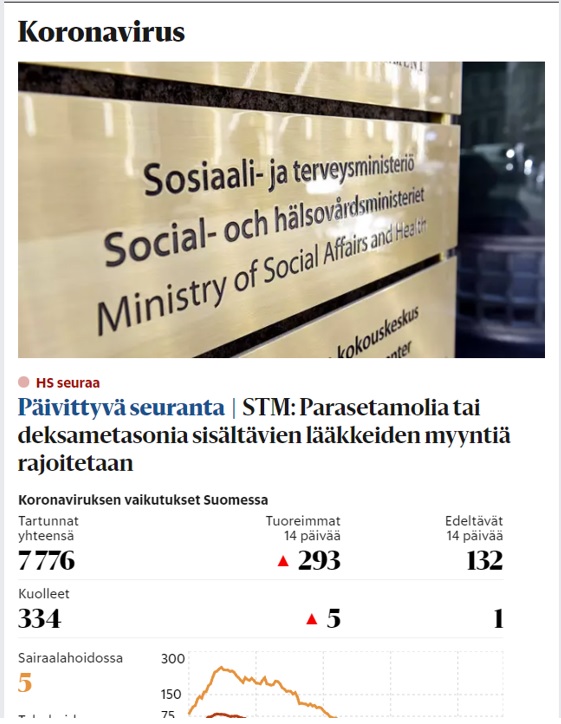 Koronavirus
Sosiaali- ja terveysministeriö
Social- och hälsovårdsministeriet
Ministry of Social Affairs and Health
kokouskeskus
HS seuraa
Päivittyvä seuranta | STM: Parasetamolia tai
deksametasonia sisältävien lääkkeiden myyntiä
rajoitetaan
Koronaviruksen vaikutukset Suomessa
Tartunnat Tuoreimmat Edeltävät
yhteensä 14 päivää 14 päivää
7 776 ▲ 293 132
Kuolleet
334 ▲ 5 1
Sairaalahoidossa 300
5
150
75